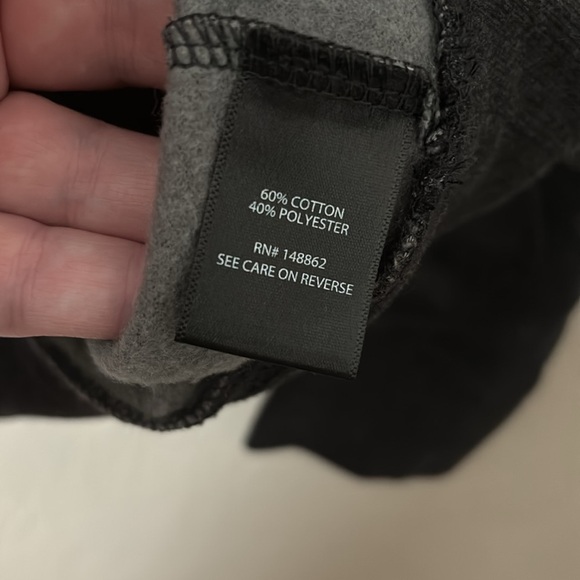 60% COTTON
40% POLYESTER
RN# 148862
SEE CARE ON REVERSE